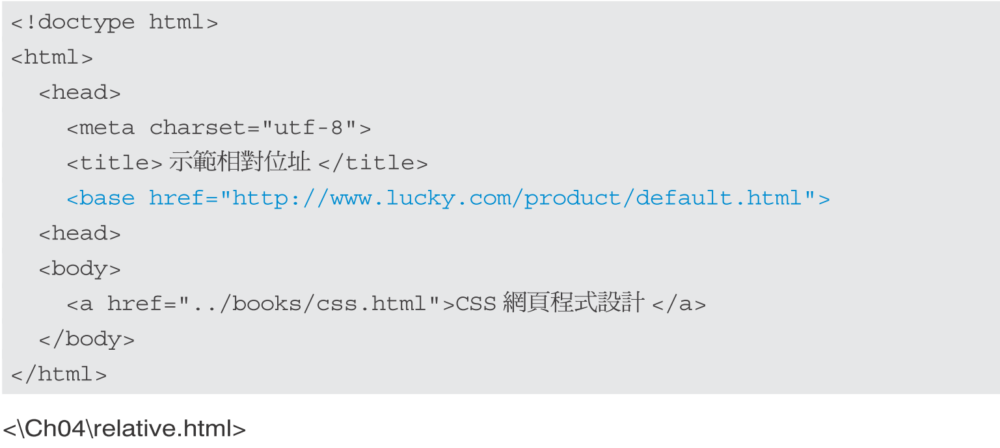 <!doctype html>
<html>
  <head>
    <meta charset="utf-8">
    <title> 示範相對位址 </title>
    <base href="http://www.lucky.com/product/default.html">
  <head>
  <body>
    <a href="../books/css.html">CSS 網頁程式設計 </a>
  </body>
</html>
<\Ch04\relative.html>